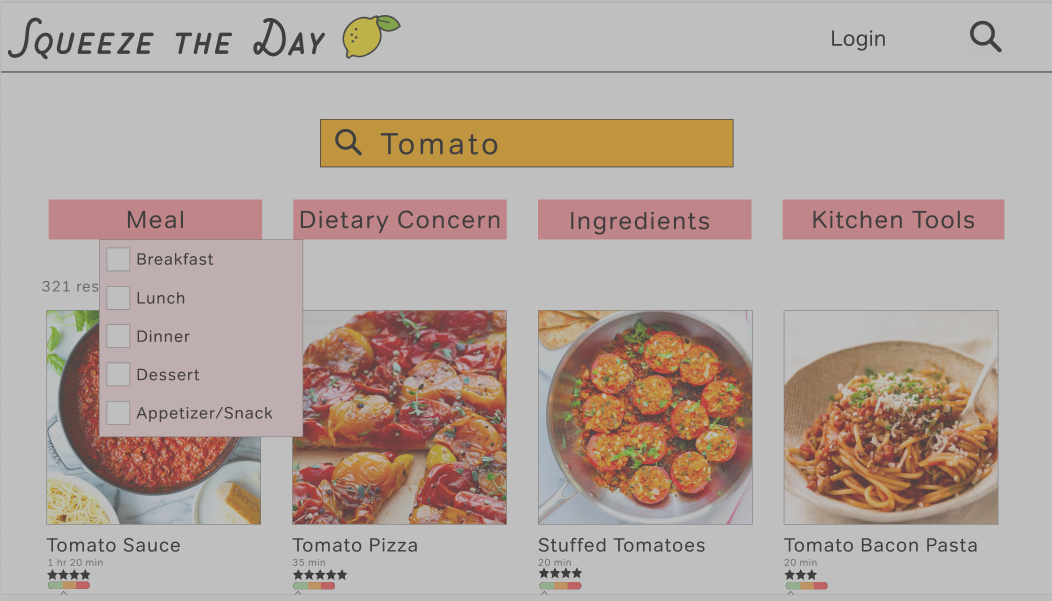 Squeeze the Day
Login
Tomato
Meal
Dietary Concern
Ingredients
Kitchen Tools
Breakfast
321 res
Lunch
Dinner
Dessert
Appetizer/Snack
Tomato Sauce
1 hr 20 min
Tomato Pizza
35 min
Stuffed Tomatoes
20 min
Tomato Bacon Pasta
20 min